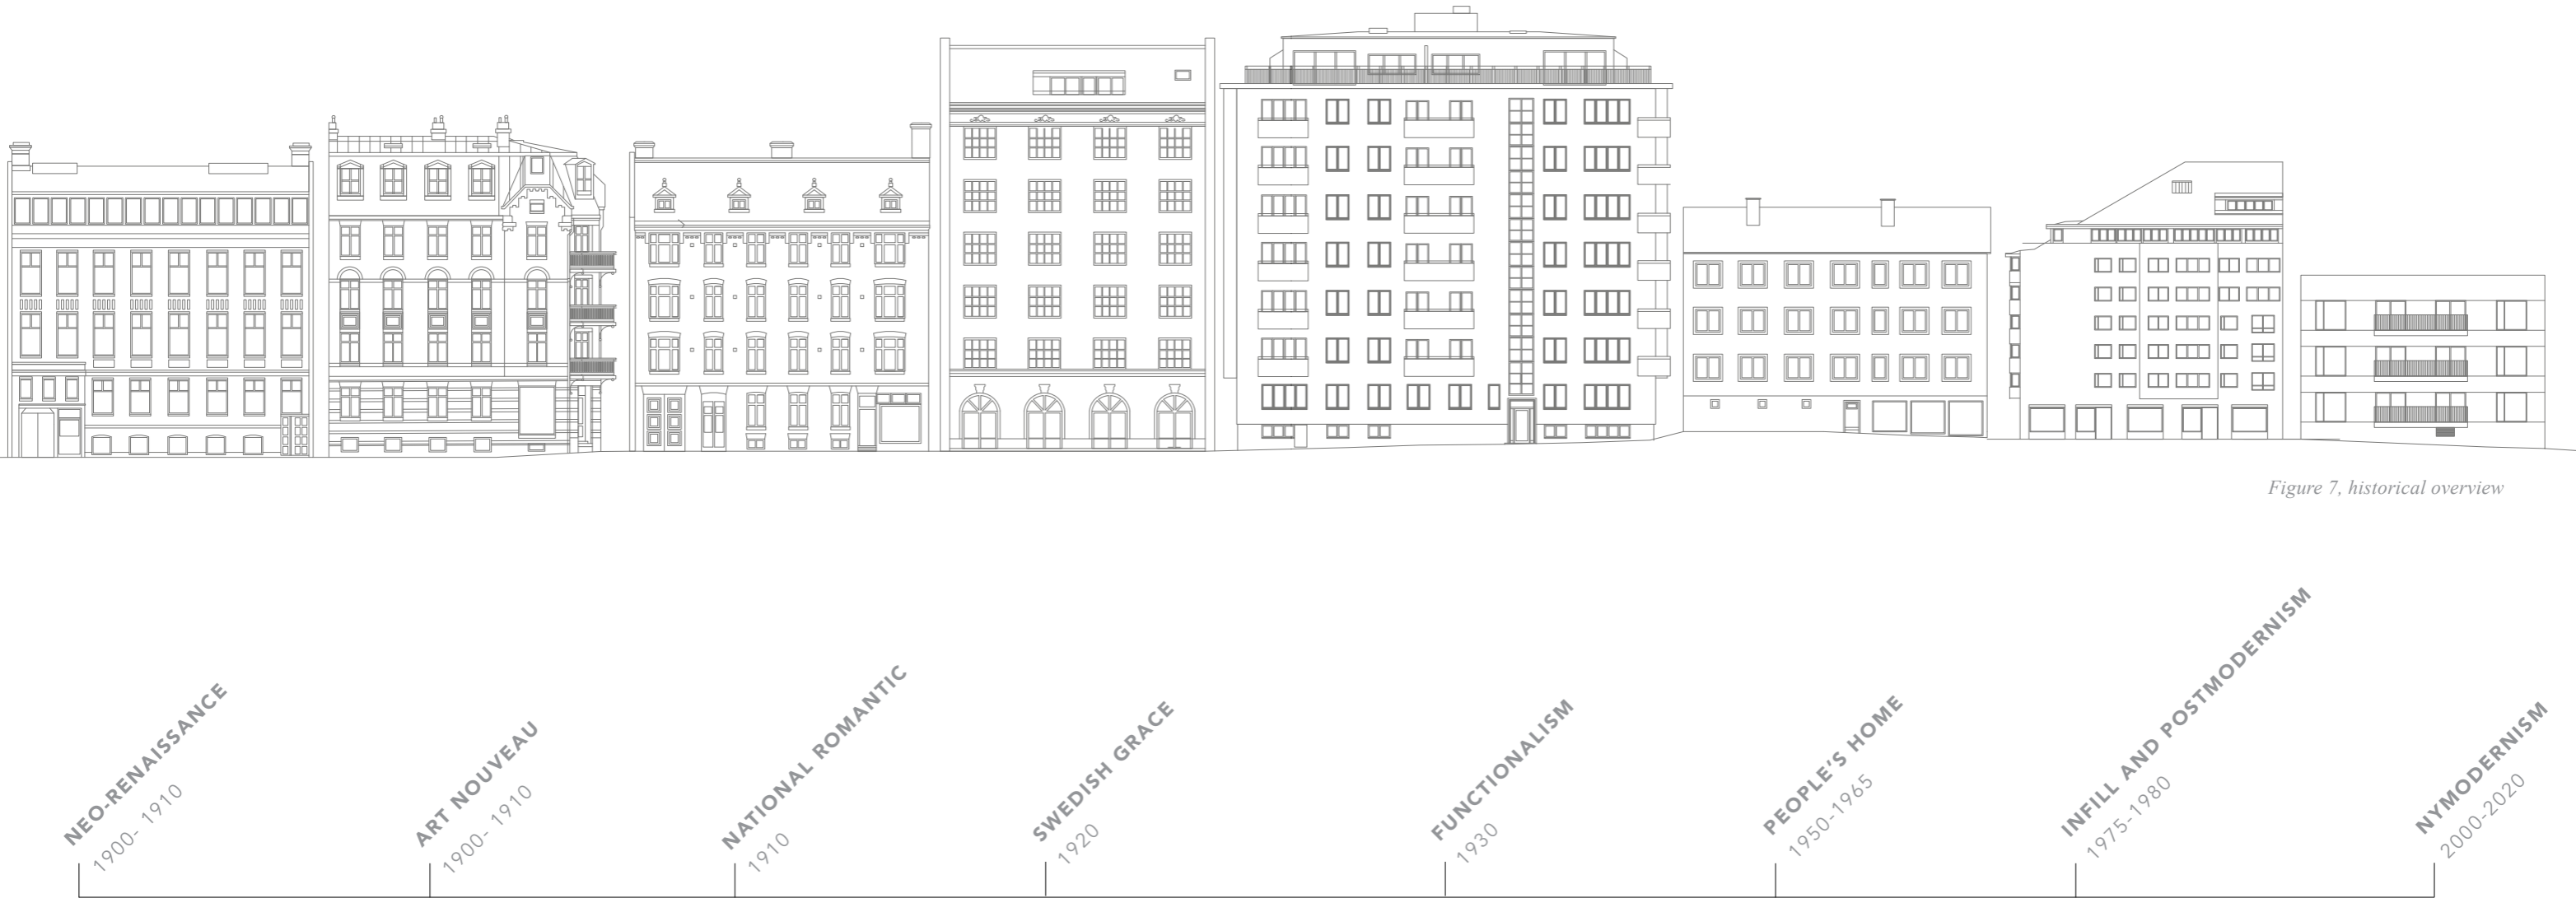 Figure 7, historical overview
NEO-RENAISSANCE
1900- 1910
ART NOUVEAU
1900- 1910
NATIONAL ROMANTIC
1910
SWEDISH GRACE
1920
FUNCTIONALISM
1930
PEOPLE'S HOME
1950-1965
INFILL AND POSTMODERNISM
1975-1980
NYMODERNISM
2000-2020